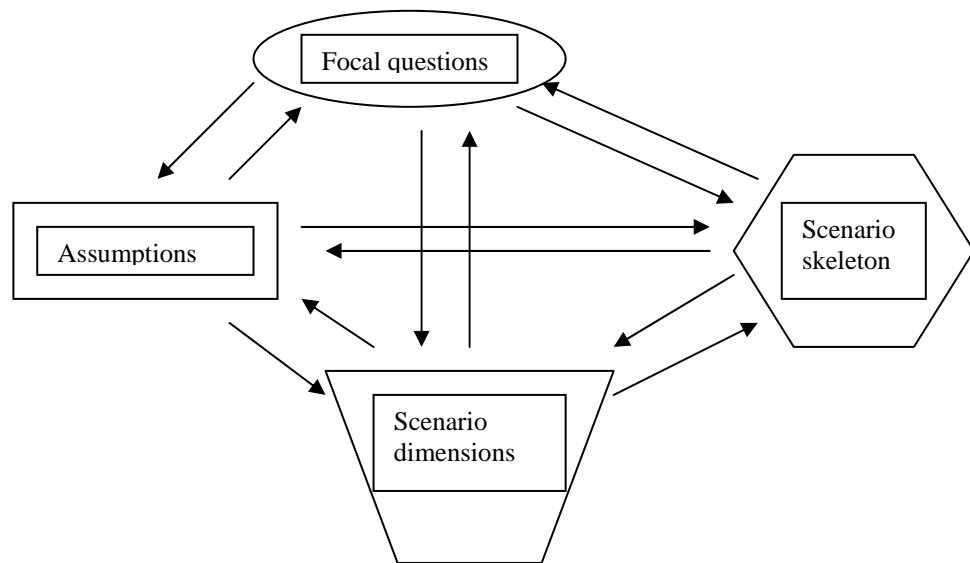 Focal questions
Assumptions
Scenario
skeleton
Scenario
dimensions